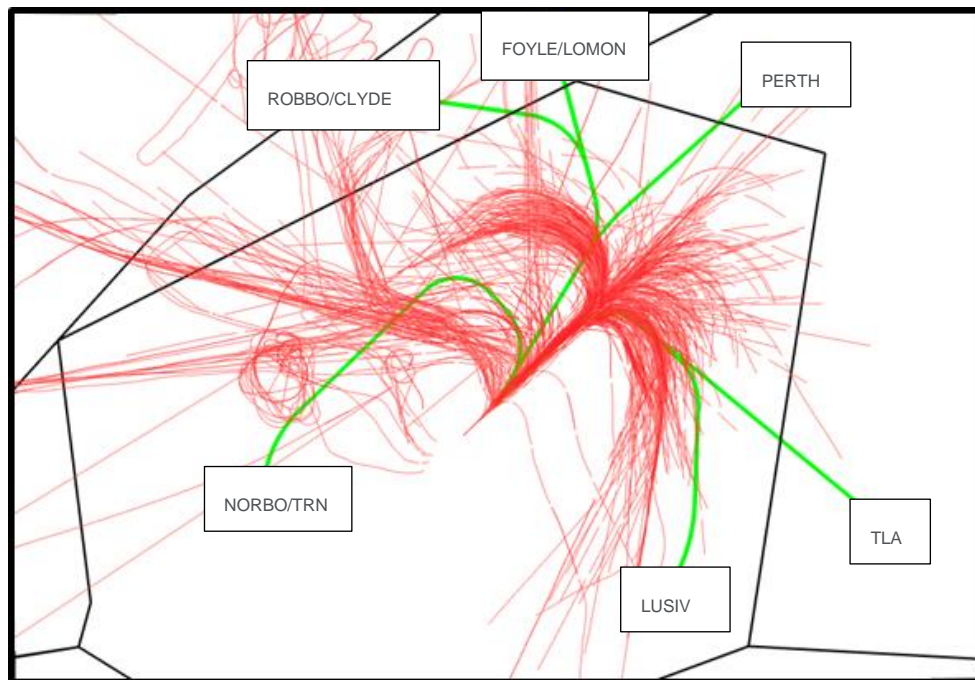 FOYLE/LOMON
PERTH
ROBBO/CLYDE
NORBO/TRN
TLA
LUSIV